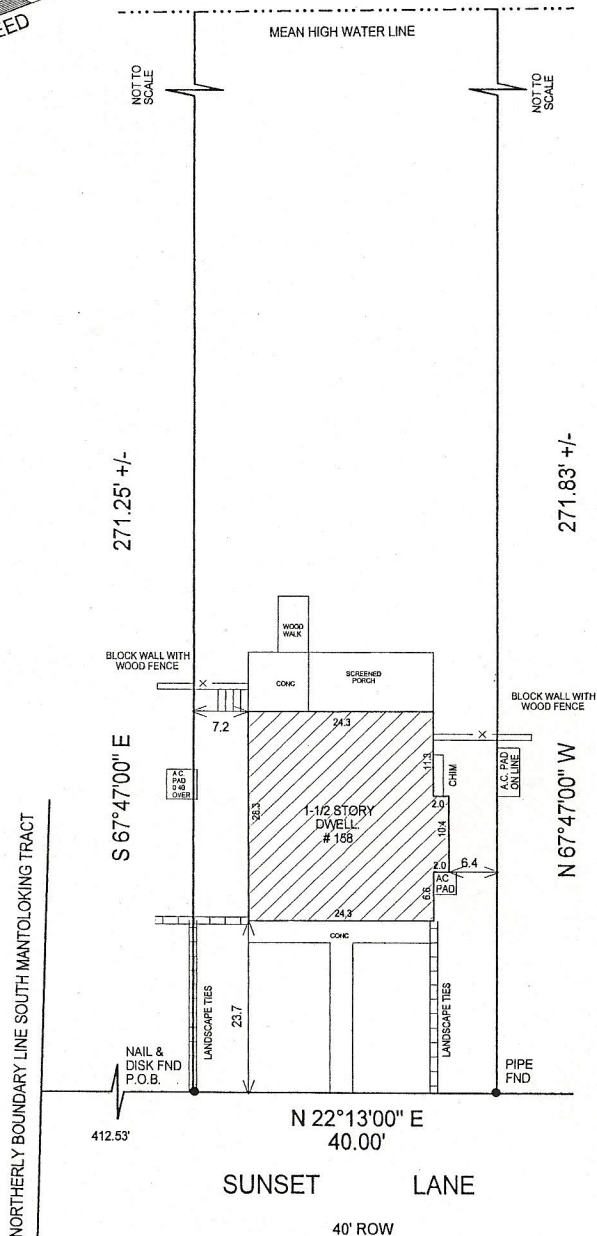 EED
MEAN HIGH WATER LINE
NOT TO
SCALE
NOT TO
SCALE
271.25' +/-
271.83' +/-
WOOD
WALK
BLOCK WALL WITH
WOOD FENCE
CONC
SCREENED
PORCH
BLOCK WALL WITH
WOOD FENCE
7.2
24.3
S 67°47'00" E
A.C.
PAD
0.40
OVER
28.3
1-1/2 STORY
DWELL.
# 158
11.3
CHIM
A.C. PAD
ON LINE
N 67°47'00" W
2.0
10.4
2.0
6.4
AC
PAD
6.6
24.3
CONC
NORTHERLY BOUNDARY LINE SOUTH MANTOLOKING TRACT
LANDSCAPE TIES
23.7
LANDSCAPE TIES
NAIL &
DISK FND
P.O.B.
PIPE
FND
412.53'
N 22°13'00" E
40.00'
SUNSET LANE
40' ROW